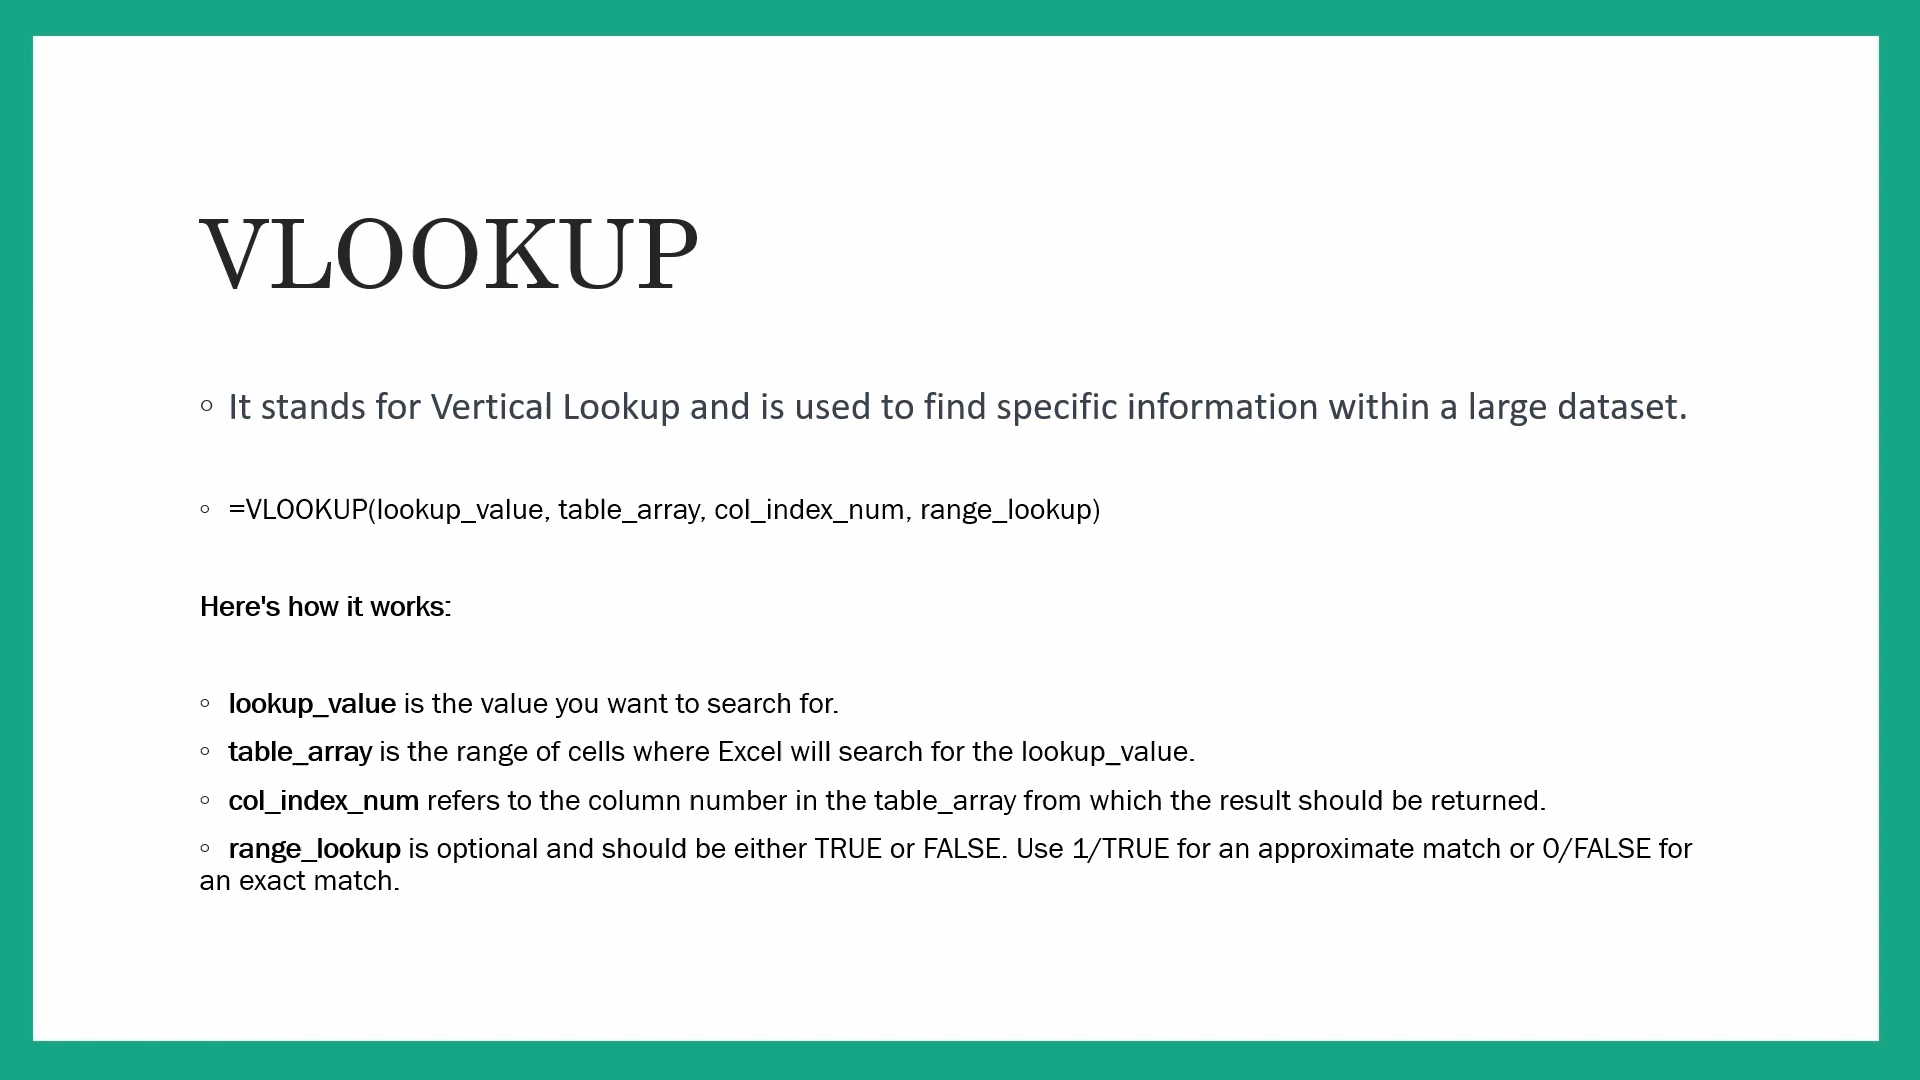 VLOOKUP
◦ It stands for Vertical Lookup and is used to find specific information within a large dataset.
◦ =VLOOKUP(lookup_value, table_array, col_index_num, range_lookup)
Here's how it works:
◦ lookup_value is the value you want to search for.
◦ table_array is the range of cells where Excel will search for the lookup_value.
◦ col_index_num refers to the column number in the table_array from which the result should be returned.
◦ range_lookup is optional and should be either TRUE or FALSE. Use 1/TRUE for an approximate match or 0/FALSE for
an exact match.